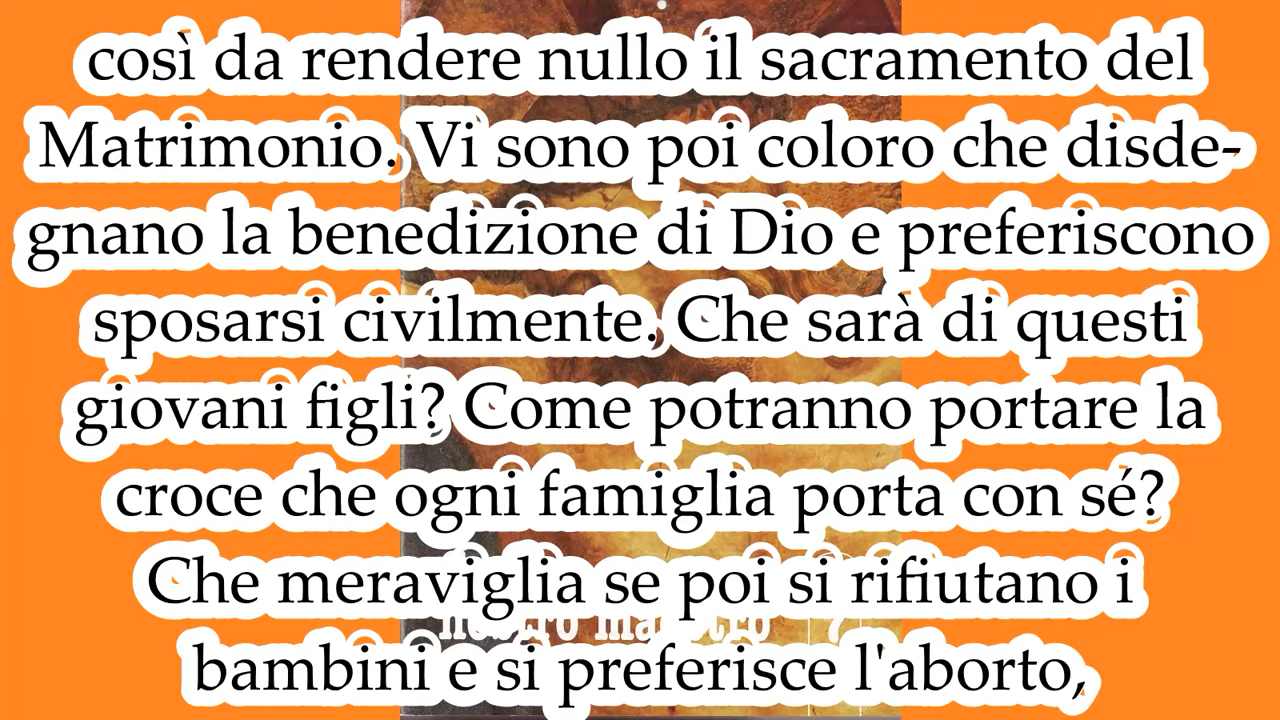 così da rendere nullo il sacramento del
Matrimonio. Vi sono poi coloro che disde-
gnano la benedizione di Dio e preferiscono
sposarsi civilmente. Che sarà di questi
giovani figli? Come potranno portare la
croce che ogni famiglia porta con sé?
Che meraviglia se poi si rifiutano i
bambini e si preferisce l'aborto,